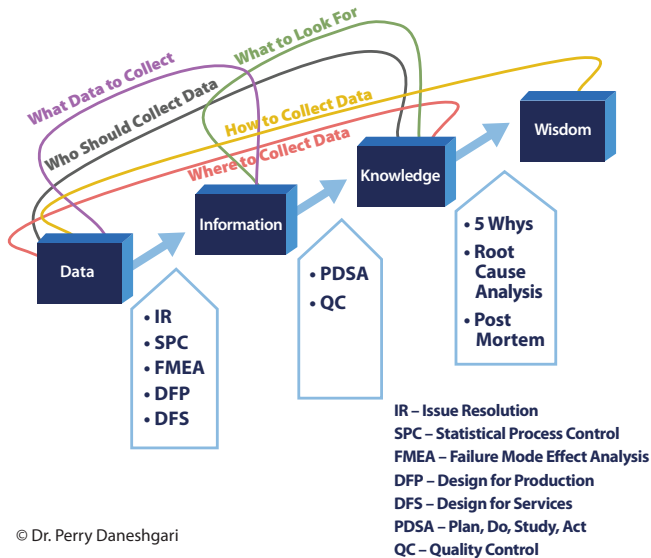 What to Look For
What Data to Collect
Who Should Collect Data
How to Collect Data
Where to Collect Data
Wisdom
Knowledge
Information
Data
• IR
• SPC
• FMEA
• DFP
• DFS
• PDSA
• QC
• 5 Whys
• Root
Cause
Analysis
• Post
Mortem
IR – Issue Resolution
SPC – Statistical Process Control
FMEA – Failure Mode Effect Analysis
DFP – Design for Production
DFS – Design for Services
PDSA – Plan, Do, Study, Act
QC – Quality Control
© Dr. Perry Daneshgari